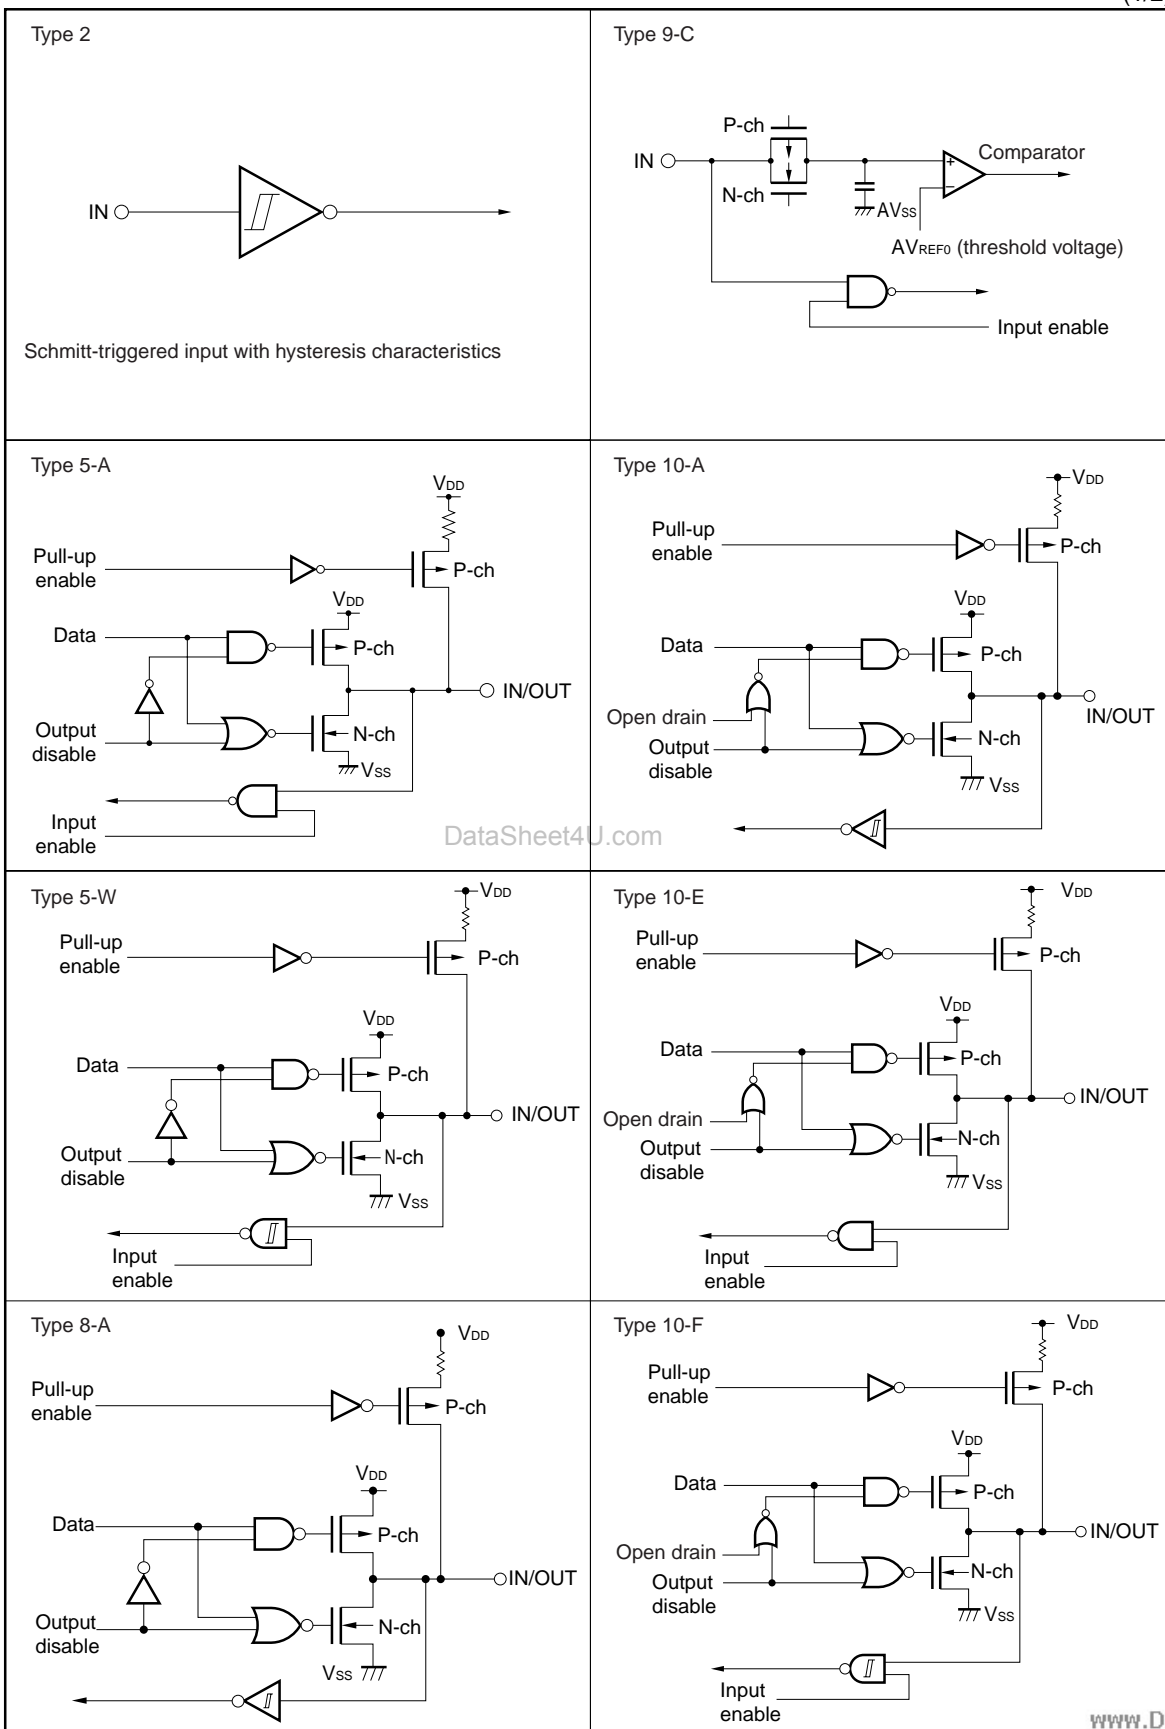 Type 2
IN
Schmitt-triggered input with hysteresis characteristics
Type 9-C
P-ch
IN
N-ch
Comparator
+
−
AVSS
AVREF0 (threshold voltage)
Input enable
Type 5-A
VDD
Pull-up
enable
P-ch
VDD
Data
P-ch
IN/OUT
Output
disable
N-ch
VSS
Input
enable
Type 10-A
VDD
Pull-up
enable
P-ch
VDD
Data
P-ch
Open drain
IN/OUT
Output
disable
N-ch
VSS
DataSheet4U.com
Type 5-W
VDD
Pull-up
enable
P-ch
VDD
Data
P-ch
IN/OUT
Output
disable
N-ch
VSS
Input
enable
Type 10-E
VDD
Pull-up
enable
P-ch
VDD
Data
P-ch
IN/OUT
Open drain
Output
disable
N-ch
VSS
Input
enable
Type 8-A
VDD
Pull-up
enable
P-ch
VDD
Data
P-ch
IN/OUT
Output
disable
N-ch
VSS
Type 10-F
VDD
Pull-up
enable
P-ch
VDD
Data
P-ch
IN/OUT
Open drain
Output
disable
N-ch
VSS
Input
enable
www.D